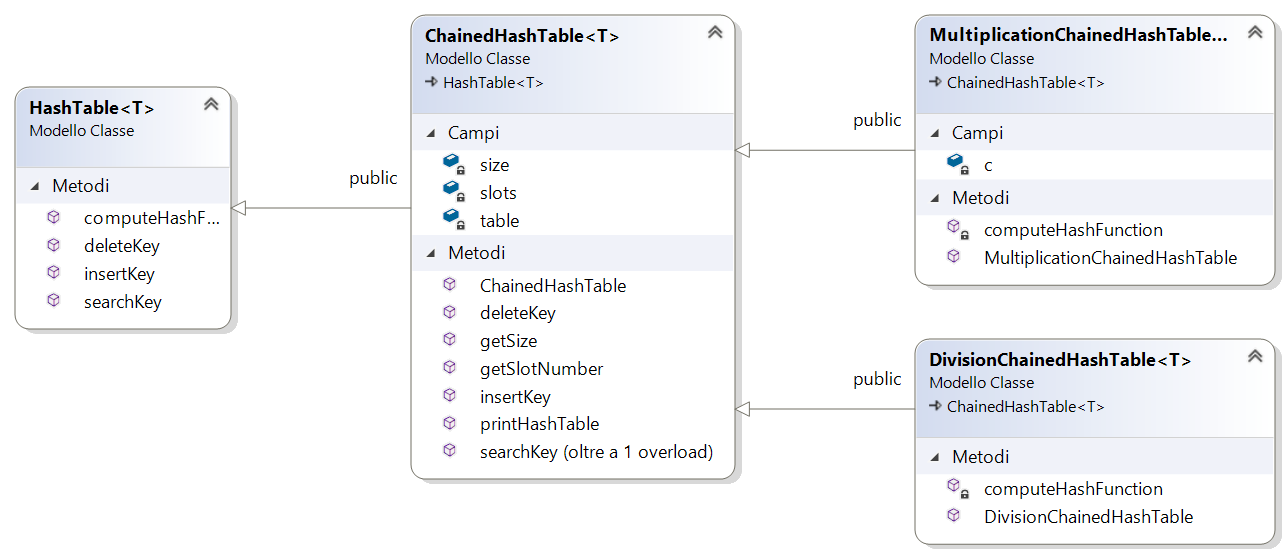 HashTable<T>
Modello Classe
Metodi
computeHashF...
deleteKey
insertKey
searchKey
public
ChainedHashTable<T>
Modello Classe
HashTable<T>
Campi
size
slots
table
Metodi
ChainedHashTable
deleteKey
getSize
getSlotNumber
insertKey
printHashTable
searchKey (oltre a 1 overload)
public
MultiplicationChainedHashTable...
Modello Classe
ChainedHashTable<T>
Campi
c
Metodi
computeHashFunction
MultiplicationChainedHashTable
public
DivisionChainedHashTable<T>
Modello Classe
ChainedHashTable<T>
Metodi
computeHashFunction
DivisionChainedHashTable